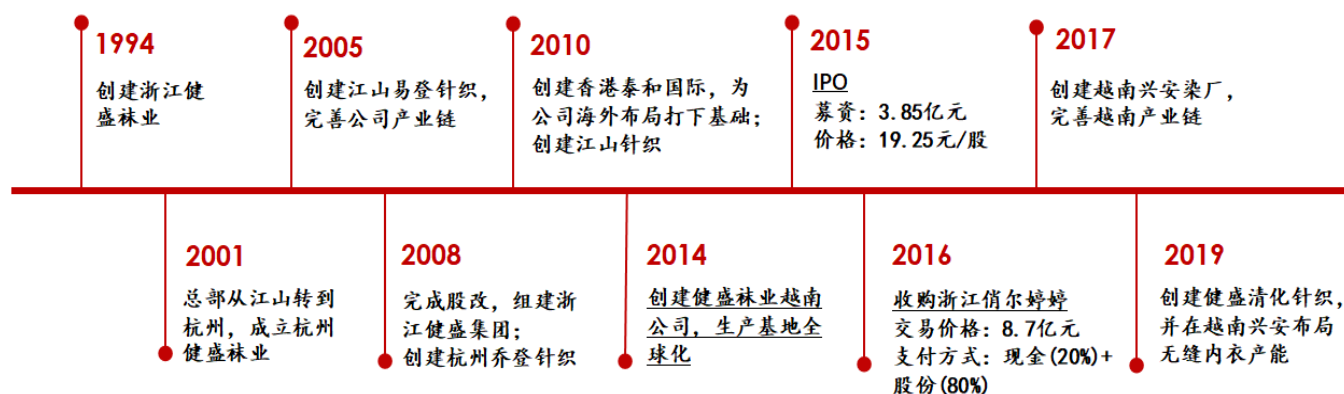 1994
创建浙江健
盛袜业
2005
创建江山易登针织，
完善公司产业链
2010
创建香港泰和国际，为
公司海外布局打下基础；
创建江山针织
2015
IPO
募资：3.85亿元
价格：19.25元/股
2017
创建越南兴安染厂，
完善越南产业链
2001
总部从江山转到
杭州，成立杭州
健盛袜业
2008
完成股改，组建浙
江健盛集团；
创建杭州乔登针织
2014
创建健盛袜业越南
公司，生产基地全
球化
2016
收购浙江俏尔婷婷
交易价格：8.7亿元
支付方式：现金(20%)+
股份(80%)
2019
创建健盛清化针织，
并在越南兴安布局
无缝内衣产能